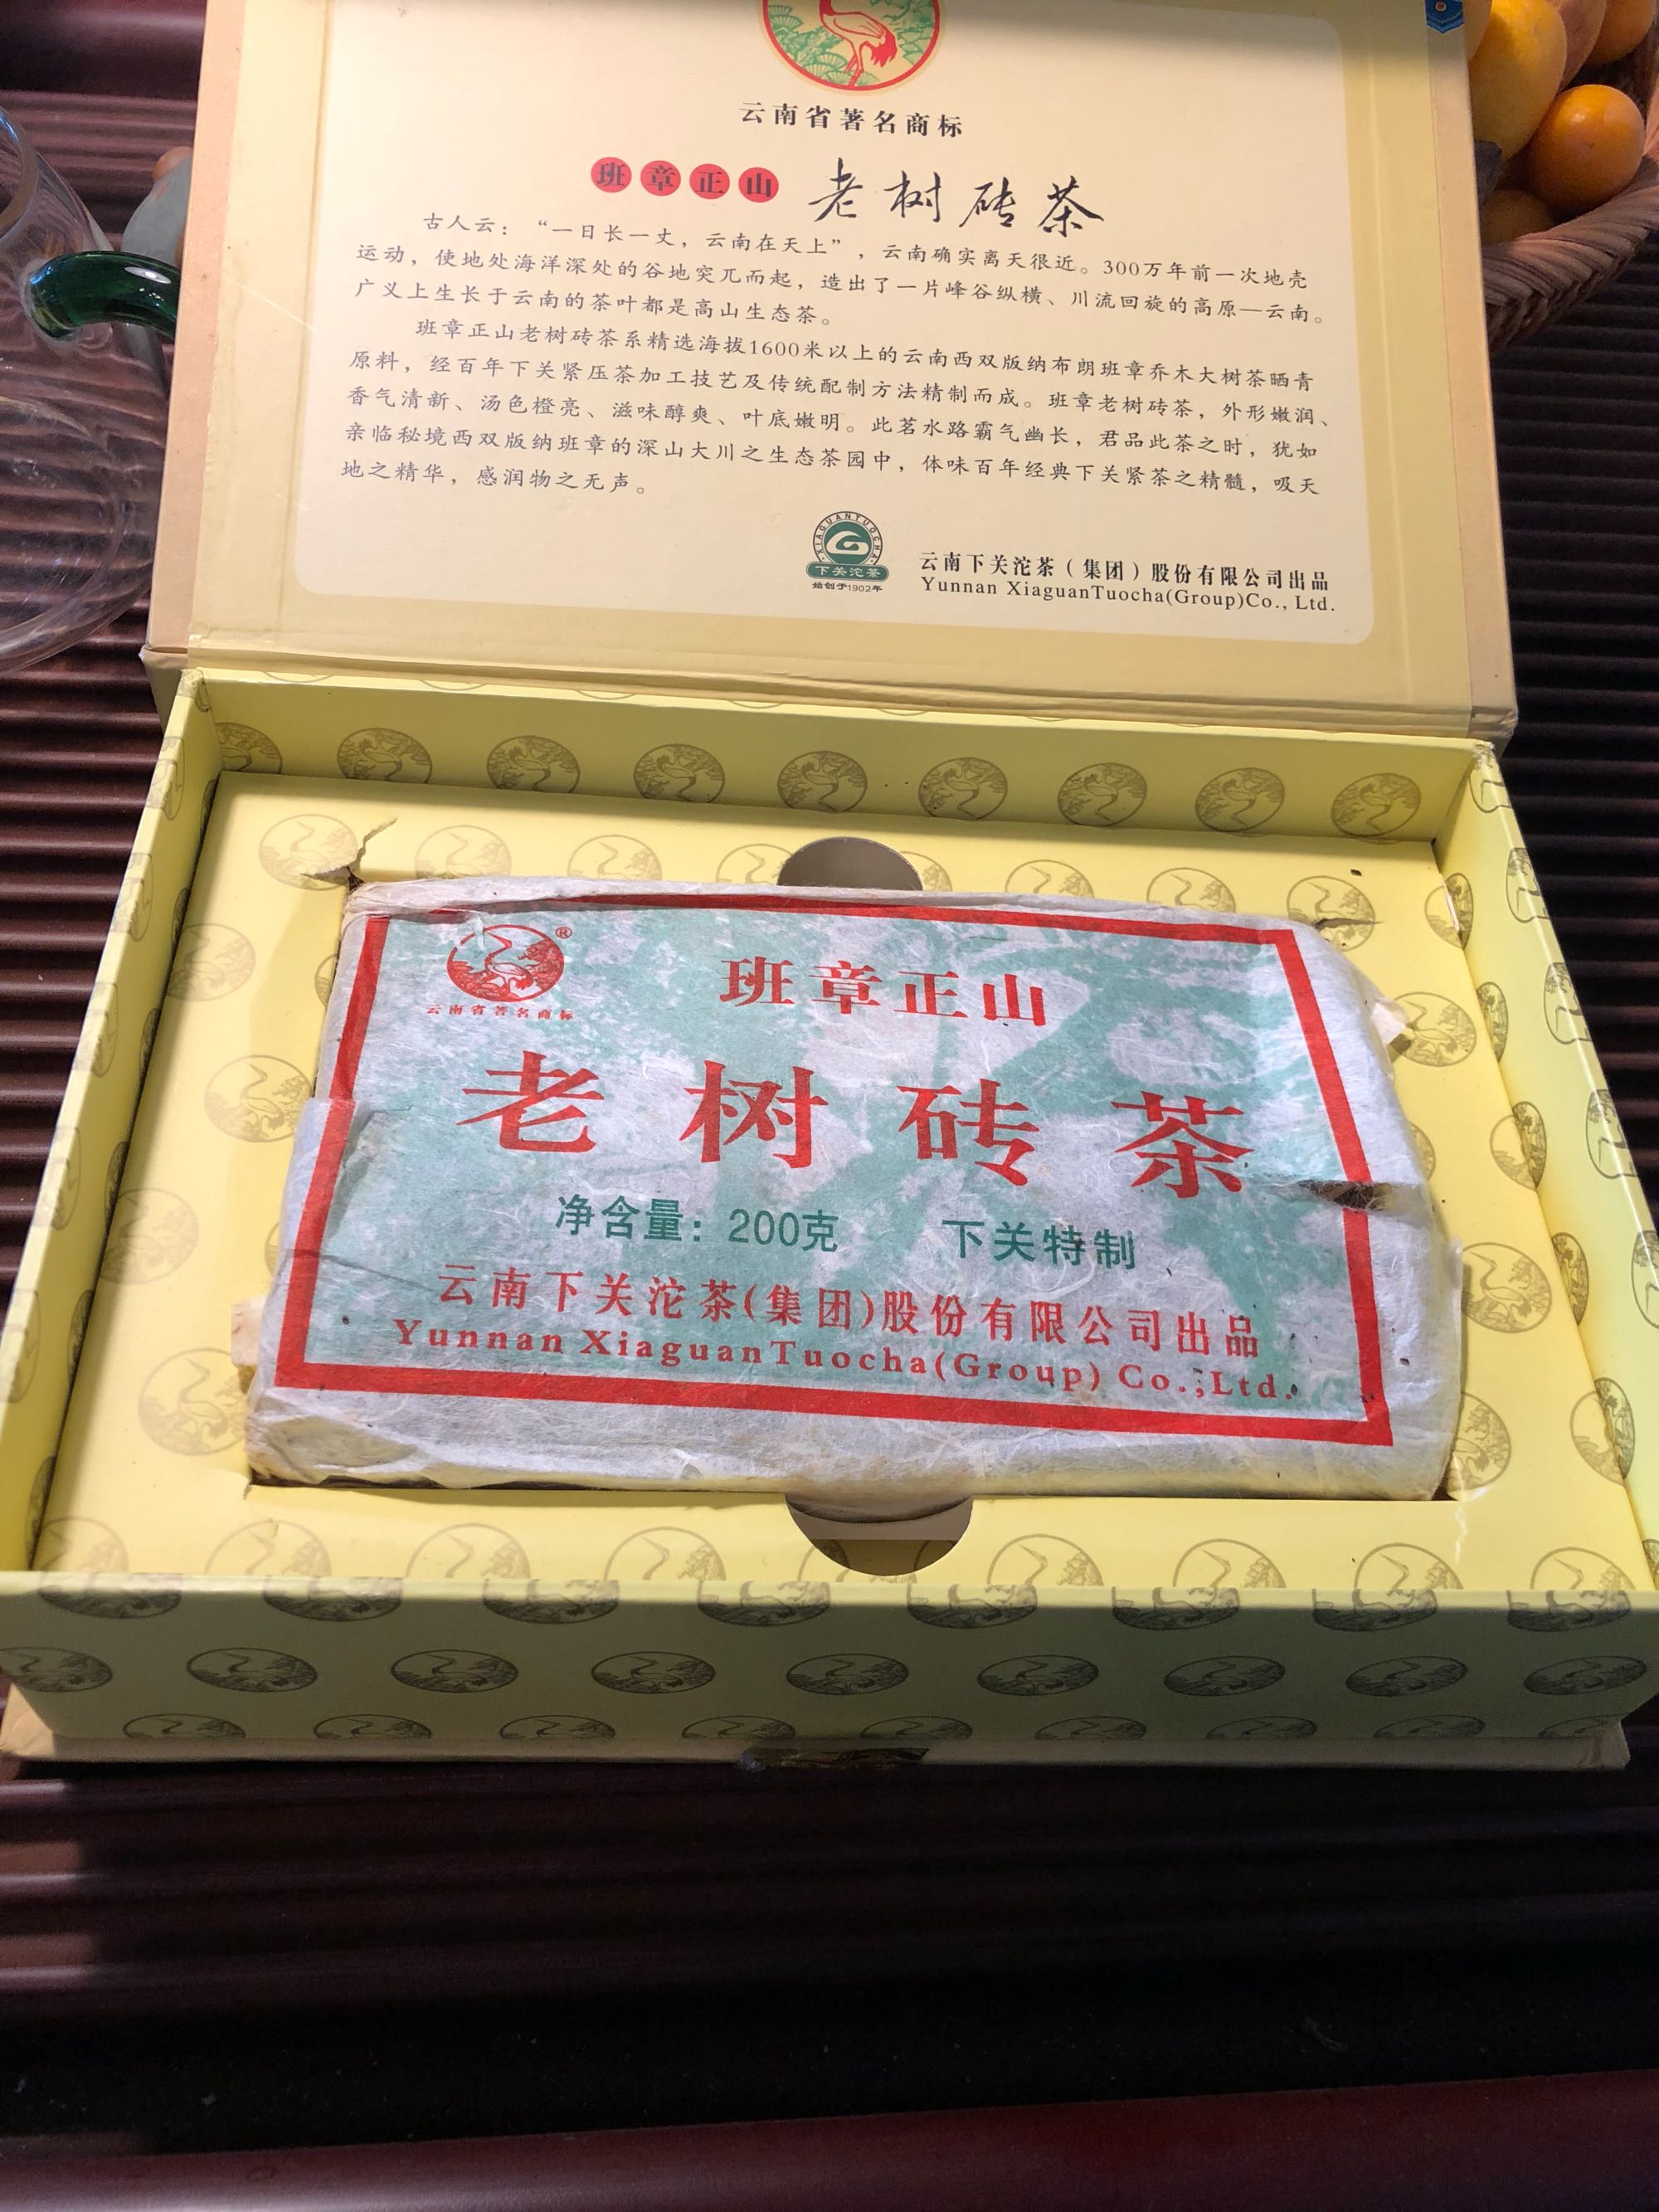 云南省著名商标
班章正山 老树砖茶
古人云：“一日长一丈，云南在天上”，云南确实离天很近。300万年前一次地壳
运动，使地处海洋深处的谷地突兀而起，造出了一片峰谷纵横、川流回旋的高原—云南。
广义上生长于云南的茶叶都是高山生态茶。
班章正山老树砖茶系精选海拔1600米以上的云南西双版纳布朗班章乔木大树茶晒青
原料，经百年下关紧压茶加工技艺及传统配制方法精制而成。班章老树砖茶，外形嫩润、
香气清新、汤色橙亮、滋味醇爽、叶底嫩明。此茗水路霸气幽长，君品此茶之时，犹如
亲临秘境西双版纳班章的深山大川之生态茶园中，体味百年经典下关紧茶之精髓，吸天
地之精华，感润物之无声。
XIAGUANTUOCHA
下关沱茶
始创于1902年
云南下关沱茶（集团）股份有限公司出品
Yunnan XiaguanTuocha(Group)Co., Ltd.
®
云南省著名商标
班章正山
老树砖茶
净含量：200克 下关特制
云南下关沱茶(集团)股份有限公司出品
Yunnan XiaguanTuocha(Group) Co.,Ltd.